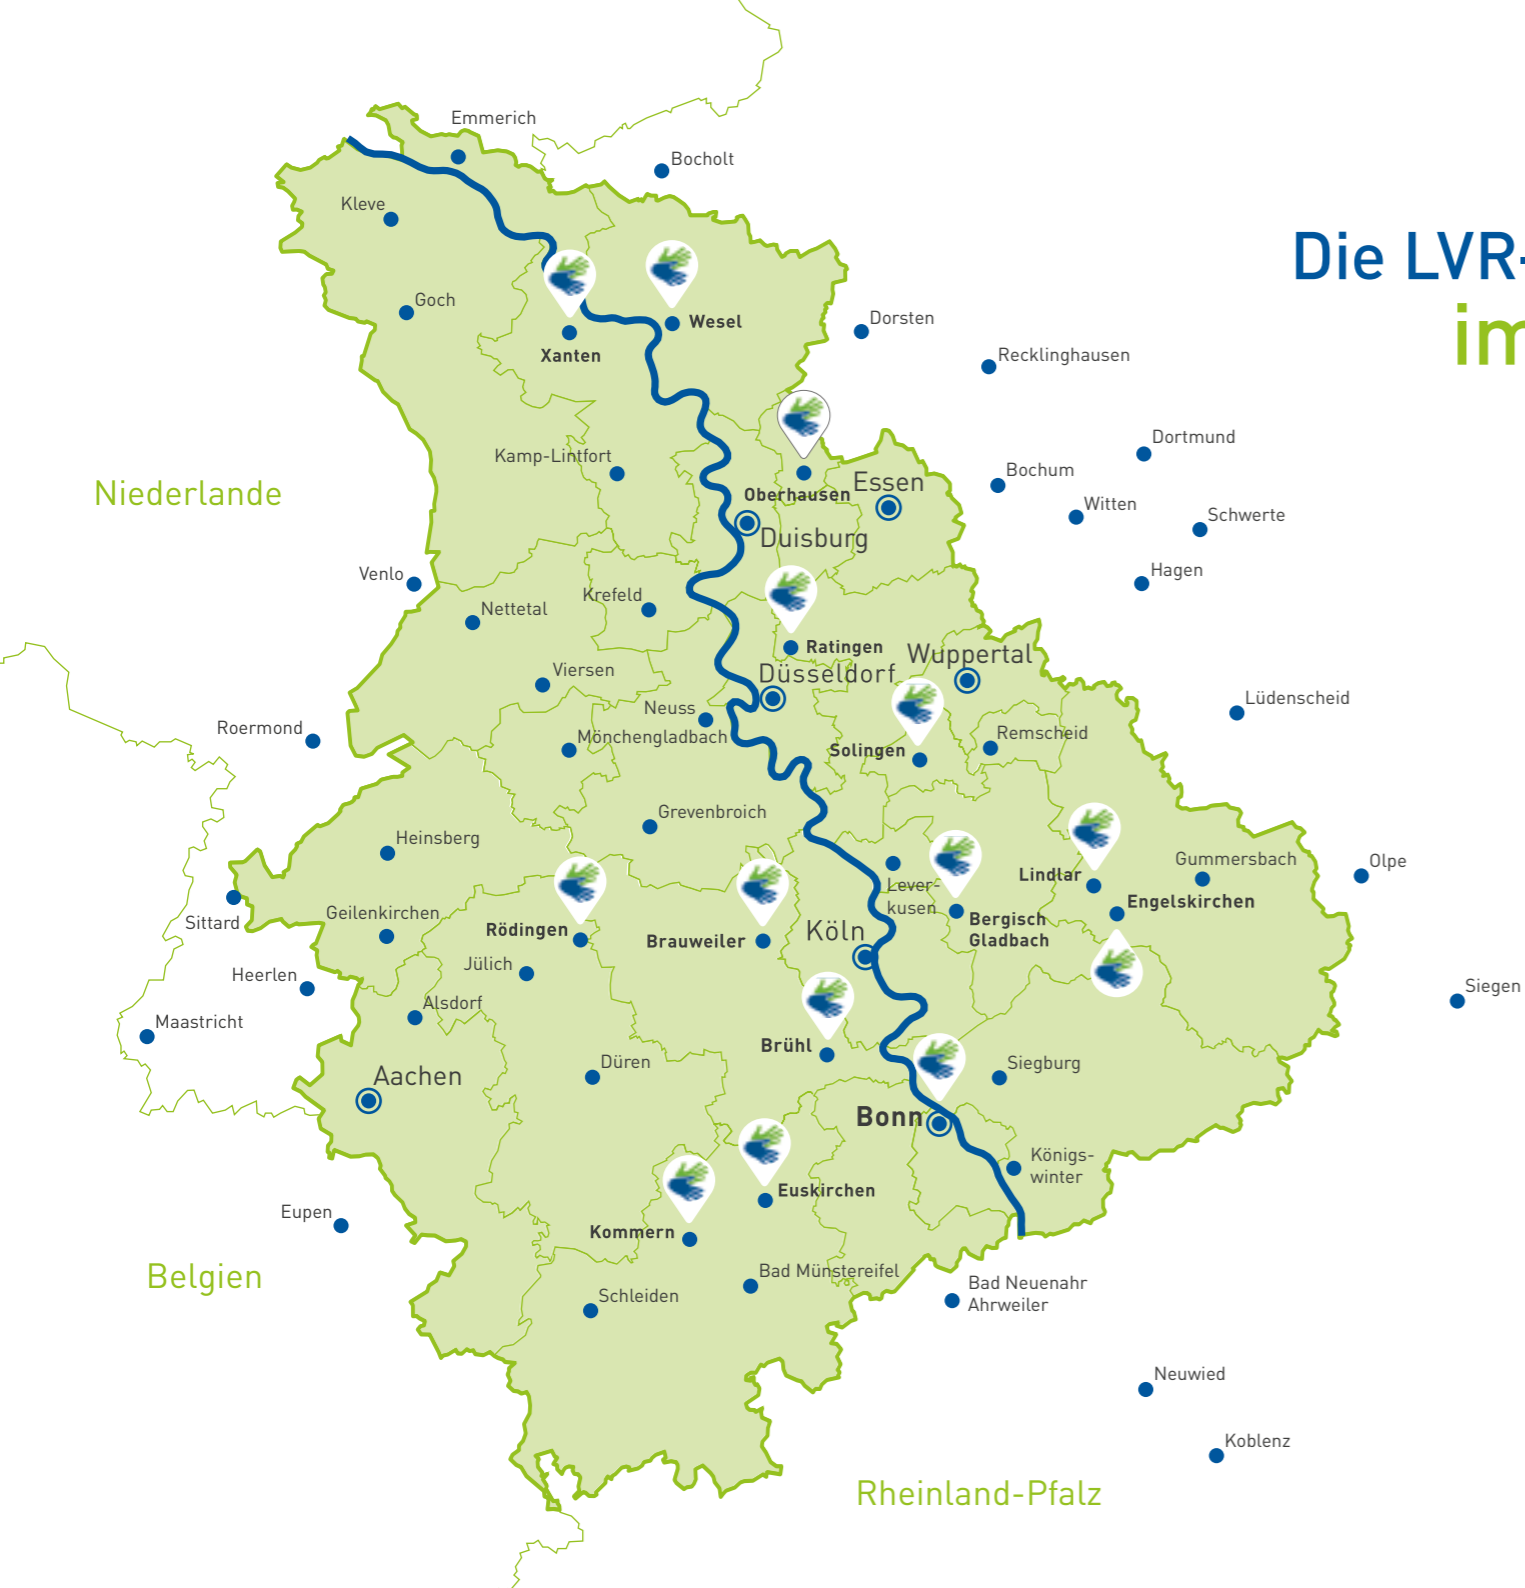 Emmerich
Bocholt
Kleve
Die LVR-
Goch
Dorsten
Wesel
im
Xanten
Recklinghausen
Dortmund
Kamp-Lintfort
Bochum
Essen
Niederlande
Oberhausen
Witten
Schwerte
Duisburg
Venlo
Hagen
Krefeld
Nettetal
Ratingen
Wuppertal
Viersen
Düsseldorf
Lüdenscheid
Neuss
Roermond
Mönchengladbach
Remscheid
Solingen
Grevenbroich
Heinsberg
Gummersbach
Olpe
Lindlar
Lever-
kusen
Engelskirchen
Geilenkirchen
Sittard
Rödingen
Brauweiler
Köln
Bergisch
Gladbach
Jülich
Heerlen
Siegen
Alsdorf
Maastricht
Brühl
Düren
Siegburg
Aachen
Bonn
Königs-
winter
Euskirchen
Eupen
Kommern
Belgien
Bad Münstereifel
Bad Neuenahr
Ahrweiler
Schleiden
Neuwied
Koblenz
Rheinland-Pfalz